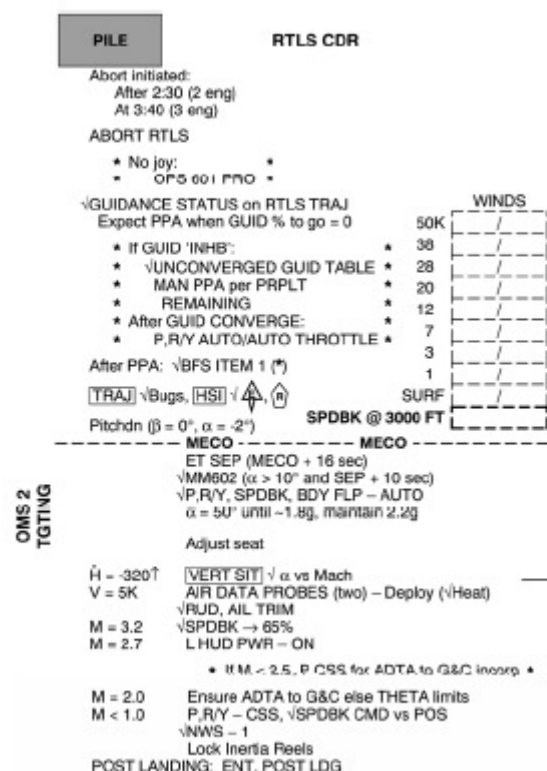 PILE
RTLS CDR
Abort initiated:
After 2:30 (2 eng)
At 3:40 (3 eng)
ABORT RTLS
* No joy: *
* OPS 601 PRO *
√GUIDANCE STATUS on RTLS TRAJ
Expect PPA when GUID % to go = 0
* If GUID 'INHB': *
* √UNCONVERGED GUID TABLE *
* MAN PPA per PRPLT *
* REMAINING *
* After GUID CONVERGE: *
* P,R/Y AUTO/AUTO THROTTLE *
After PPA: √BFS ITEM 1 (*)
TRAJ √Bugs, HSI √ , R
Pitchdn (β = 0°, α = -2°)
WINDS
50K /
38 /
28 /
20 /
12 /
7 /
3 /
1 /
SURF /
SPDBK @ 3000 FT
MECO MECO
ET SEP (MECO + 16 sec)
√MM602 (α > 10° and SEP + 10 sec)
√P,R/Y, SPDBK, BDY FLP – AUTO
α = 50° until ~1.8g, maintain 2.2g
Adjust seat
OMS 2
TGTING
Ḣ = -320↑ VERT SIT √ α vs Mach
V = 5K AIR DATA PROBES (two) – Deploy (√Heat)
√RUD, AIL TRIM
M = 3.2 √SPDBK → 65%
M = 2.7 L HUD PWR – ON
* If M < 2.5, P CSS for ADTA to G&C incorp *
M = 2.0 Ensure ADTA to G&C else THETA limits
M < 1.0 P,R/Y – CSS, √SPDBK CMD vs POS
√NWS – 1
Lock Inertia Reels
POST LANDING: ENT, POST LDG